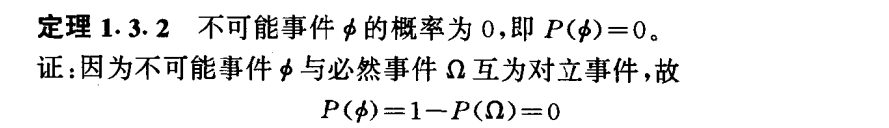 定理 1.3.2 不可能事件 ϕ 的概率为 0,即 P(ϕ)=0。
证:因为不可能事件 ϕ 与必然事件 Ω 互为对立事件,故
P(ϕ)=1-P(Ω)=0